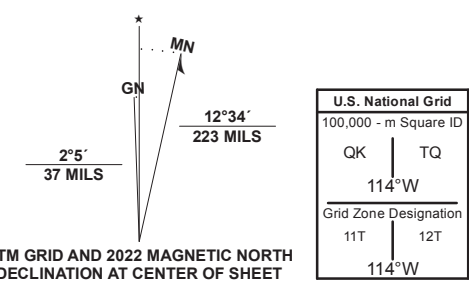 ★
MN
GN
12°34´
223 MILS
2°5´
37 MILS
TM GRID AND 2022 MAGNETIC NORTH
DECLINATION AT CENTER OF SHEET
U.S. National Grid
100,000 - m Square ID
QK TQ
114°W
Grid Zone Designation
11T 12T
114°W